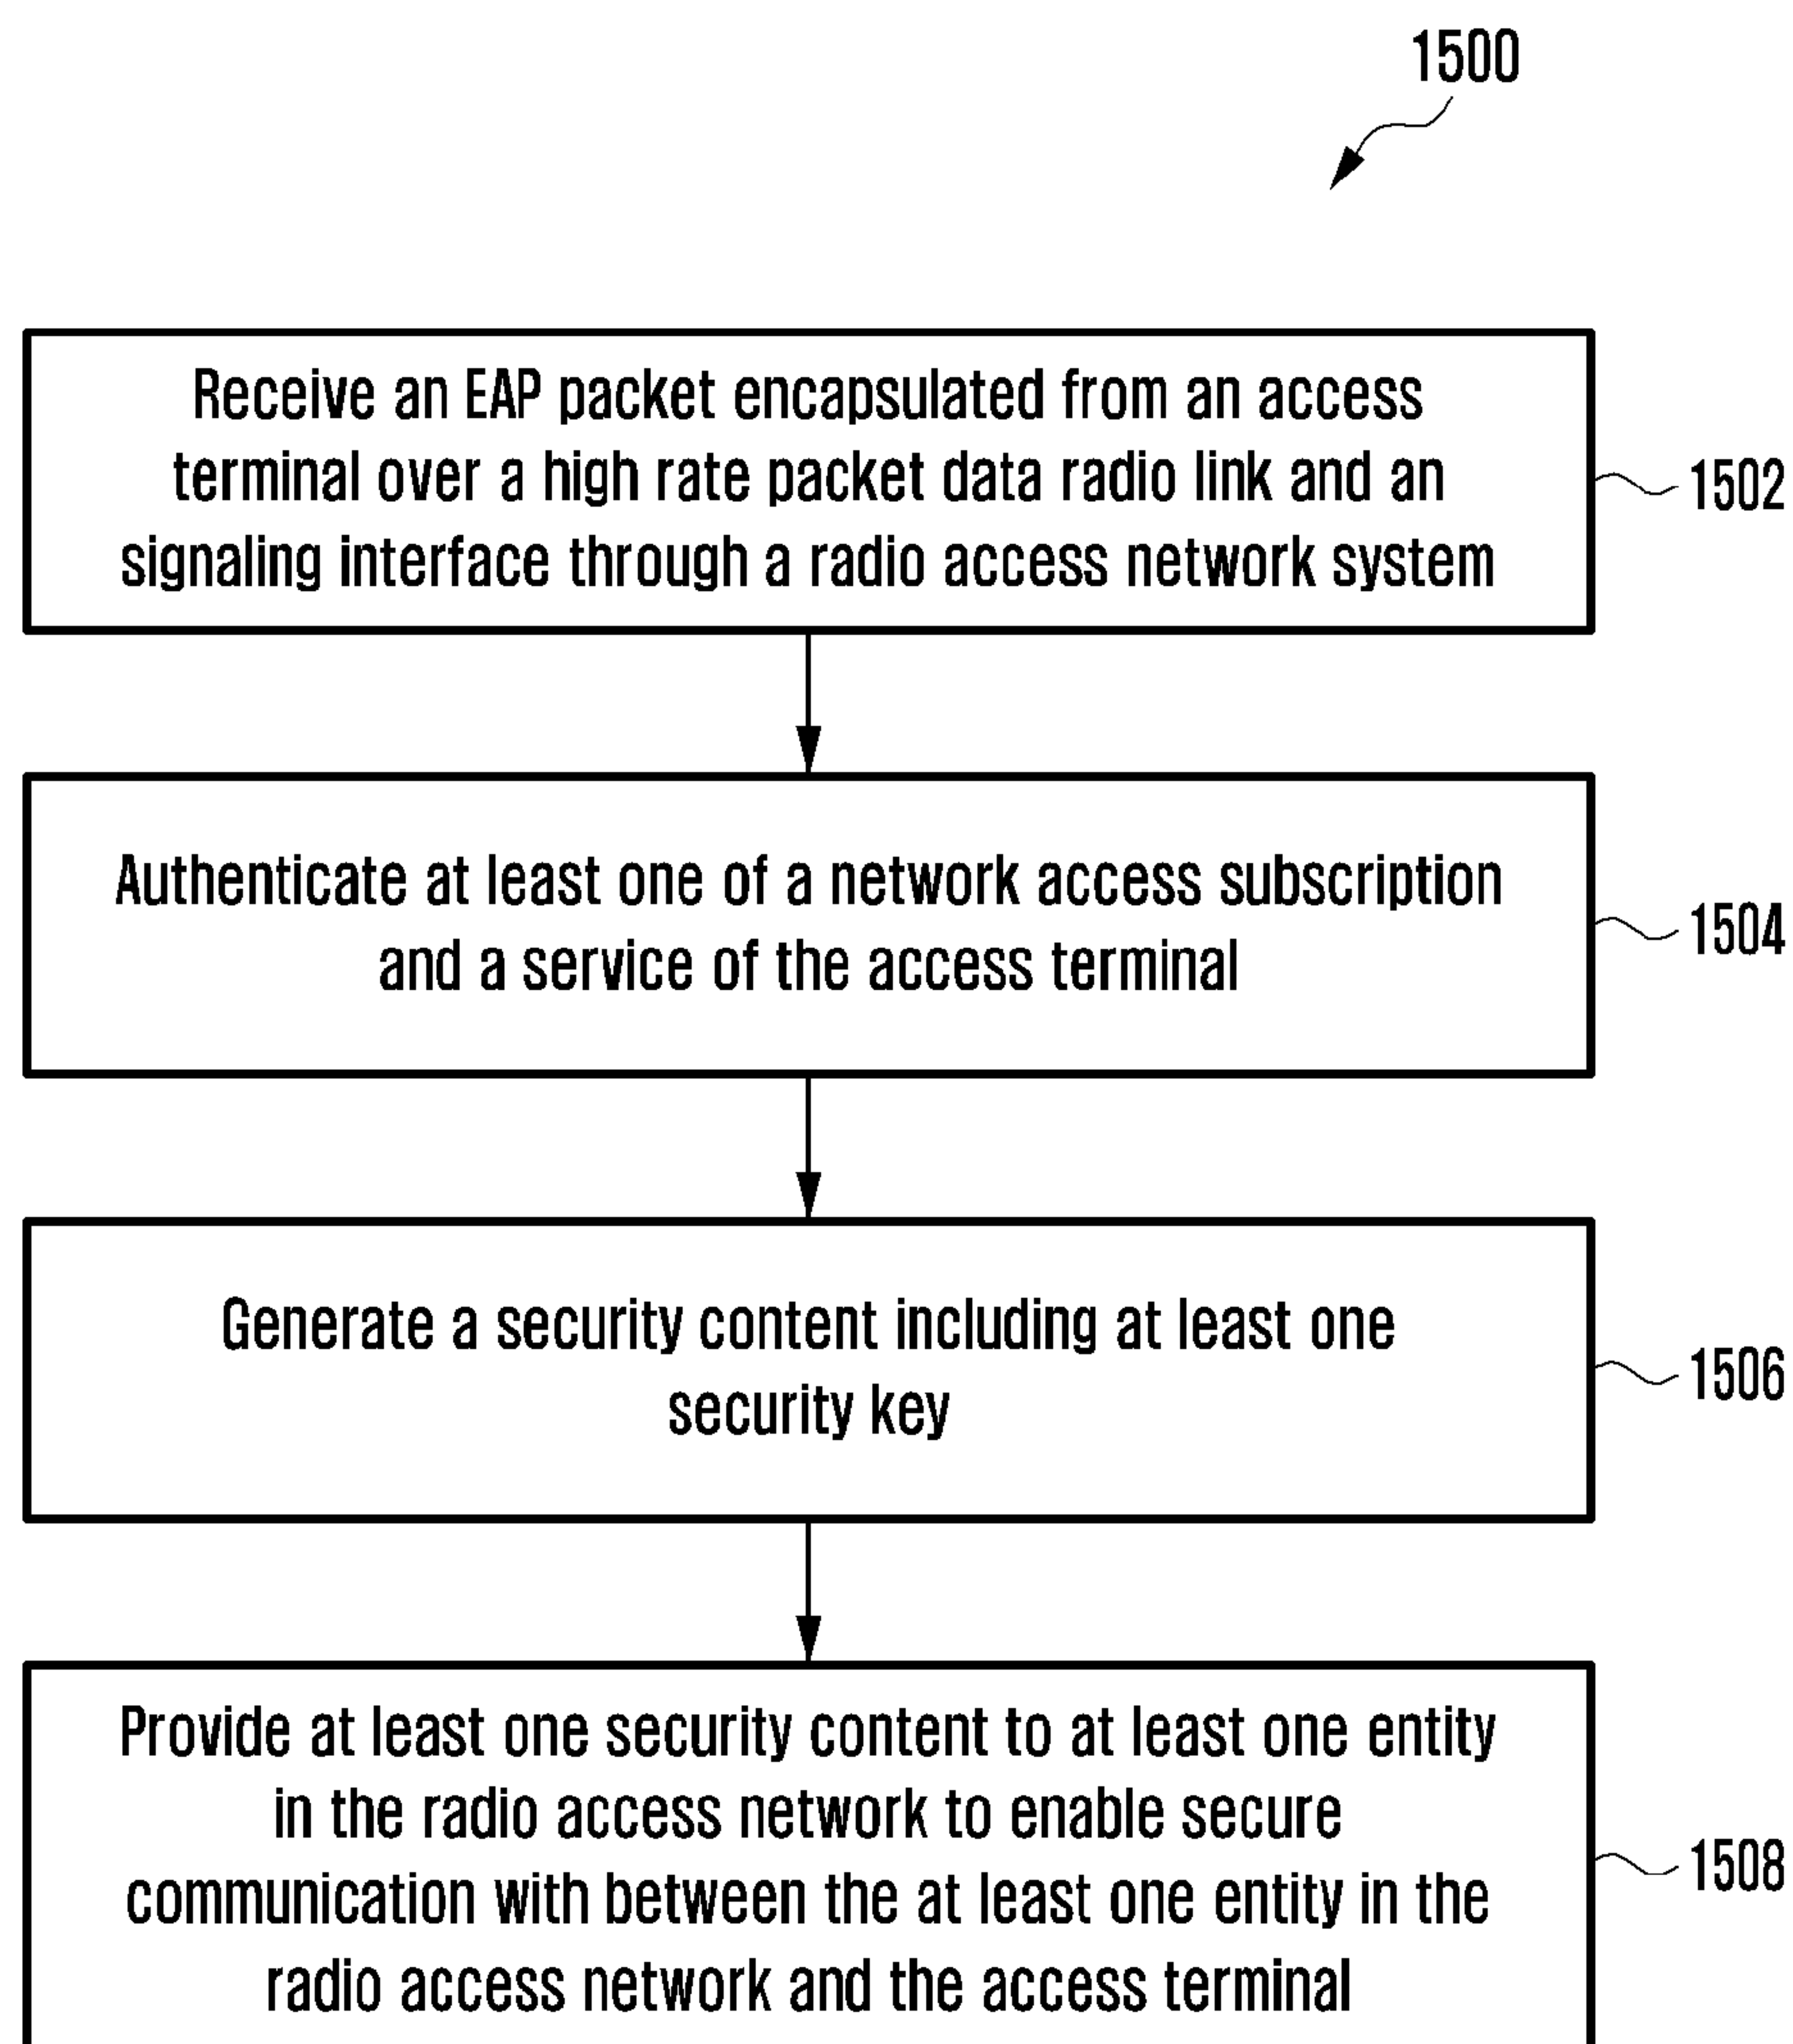 1500
Receive an EAP packet encapsulated from an access
terminal over a high rate packet data radio link and an
signaling interface through a radio access network system
1502
Authenticate at least one of a network access subscription
and a service of the access terminal
1504
Generate a security content including at least one
security key
1506
Provide at least one security content to at least one entity
in the radio access network to enable secure
communication with between the at least one entity in the
radio access network and the access terminal
1508